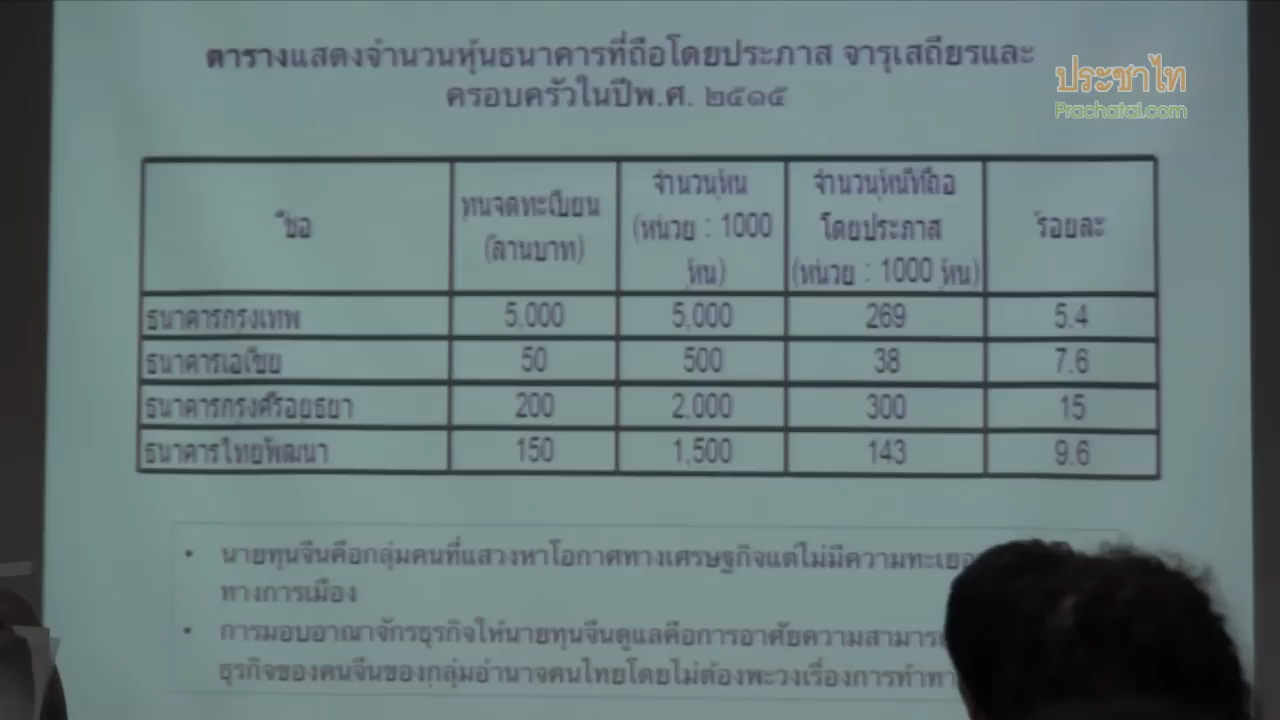 ตารางแสดงจำนวนหุ้นธนาคารที่ถือโดยประภาส จารุเสถียรและ
ครอบครัวในปีพ.ศ. ๒๕๑๕
ประชาไท
Prachatai.com
ชื่อ
ทุนจดทะเบียน
(ล้านบาท)
จำนวนหุ้น
(หน่วย : 1000
หุ้น)
จำนวนหุ้นที่ถือ
โดยประภาส
(หน่วย : 1000 หุ้น)
ร้อยละ
ธนาคารกรุงเทพ 5,000 5,000 269 5.4
ธนาคารเอเชีย 50 500 38 7.6
ธนาคารกรุงศรีอยุธยา 200 2,000 300 15
ธนาคารไทยพัฒนา 150 1,500 143 9.6
• นายทุนจีนคือกลุ่มคนที่แสวงหาโอกาสทางเศรษฐกิจแต่ไม่มีความ
ทางการเมือง
• การมอบอาณาจักรธุรกิจให้นายทุนจีนดูแลคือการอาศัยความ
ธุรกิจของคนจีนของกลุ่มอำนาจคนไทยโดยไม่ต้องพะวงเรื่องการ